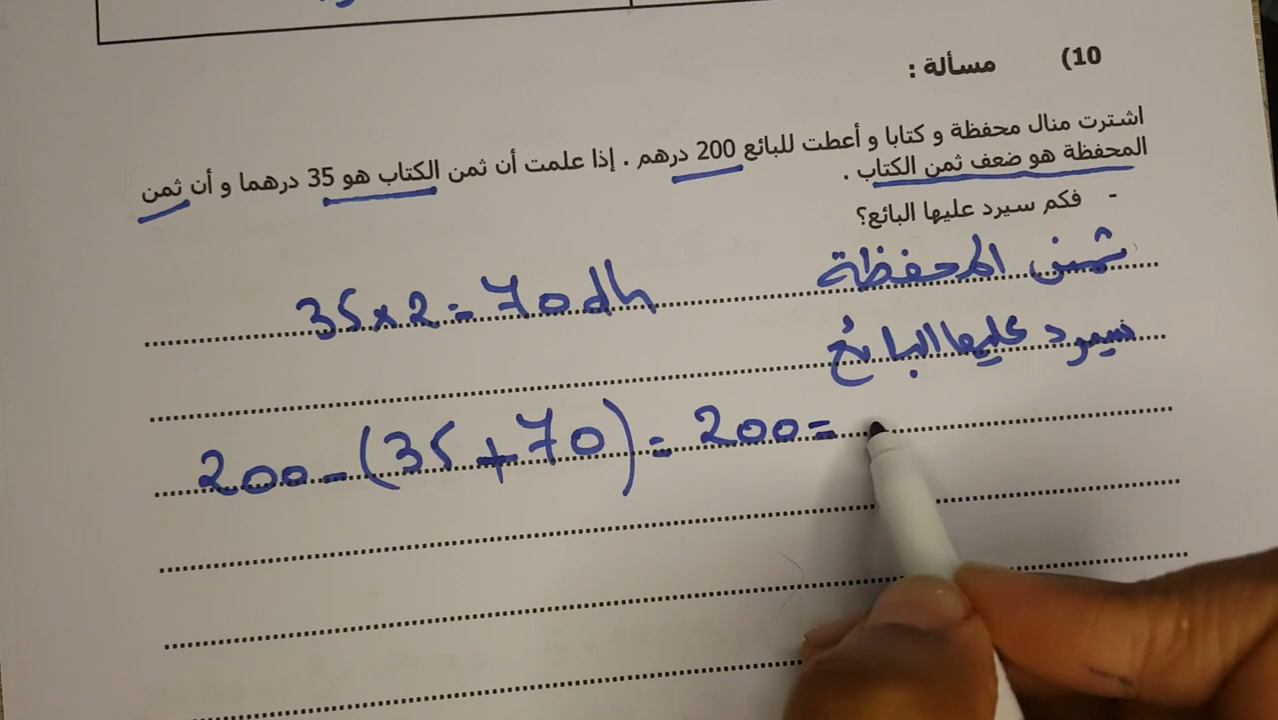 10) مسألة :
اشترت منال محفظة و كتابا و أعطت للبائع 200 درهم . إذا علمت أن ثمن الكتاب هو 35 درهما و أن ثمن
المحفظة هو ضعف ثمن الكتاب .
- فكم سيرد عليها البائع؟
ثمن المحفظة 35×2=70dh
سيرد عليها البائع
200-(35+70)=200=